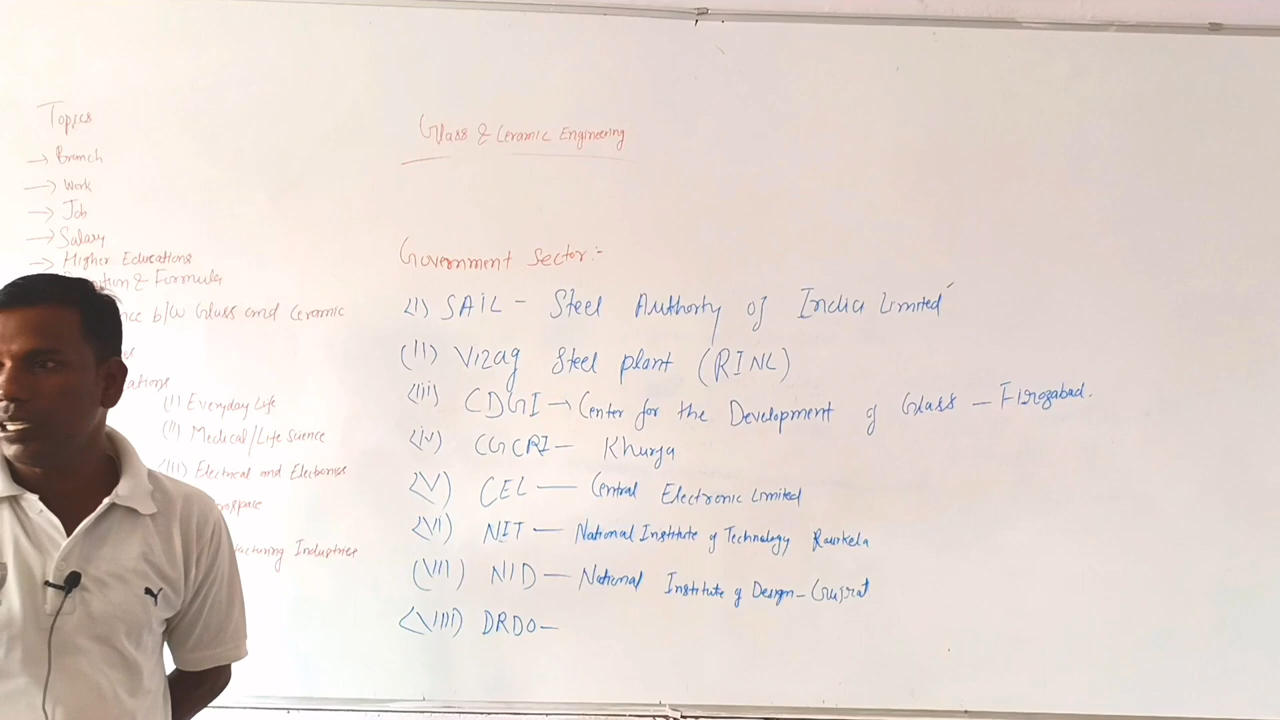 Topics
→ Branch
→ Work
→ Job
→ Salary
→ Higher Educations
& Formula
b/w Glass and Ceramic
(I) Everyday Life
(II) Medical/Life Science
(III) Electrical and Electronics
Industries
Glass & Ceramic Engineering
Government Sector:-
(I) SAIL - Steel Authorty of India Limited
(II) Vizag Steel plant (RINL)
(iii) CDGI → Center for the Development of Glass - Firozabad.
(iv) CGCRI - Khurja
(V) CEL - Central Electronic Limited
(VI) NIT - National Institute of Technology Rourkela
(VII) NID - National Institute of Design - Gujrat
(VIII) DRDO -